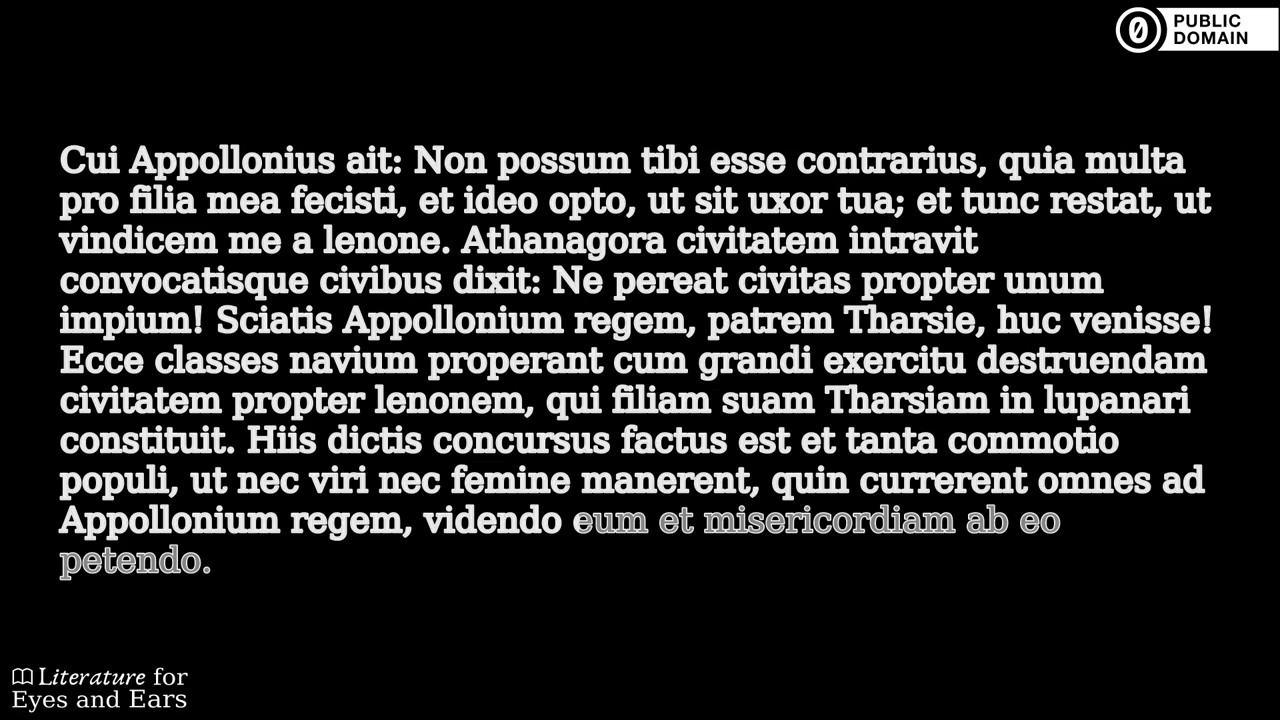 PUBLIC
DOMAIN
Cui Appollonius ait: Non possum tibi esse contrarius, quia multa
pro filia mea fecisti, et ideo opto, ut sit uxor tua; et tunc restat, ut
vindicem me a lenone. Athanagora civitatem intravit
convocatisque civibus dixit: Ne pereat civitas propter unum
impium! Sciatis Appollonium regem, patrem Tharsie, huc venisse!
Ecce classes navium properant cum grandi exercitu destruendam
civitatem propter lenonem, qui filiam suam Tharsiam in lupanari
constituit. Hiis dictis concursus factus est et tanta commotio
populi, ut nec viri nec femine manerent, quin currerent omnes ad
Appollonium regem, videndo eum et misericordiam ab eo
petendo.
Literature for
Eyes and Ears